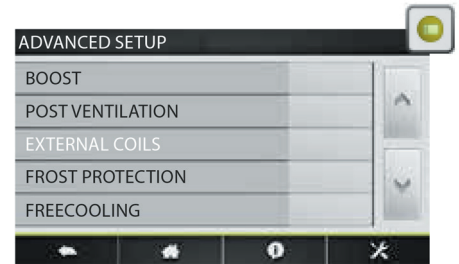 ADVANCED SETUP
BOOST
POST VENTILATION
EXTERNAL COILS
FROST PROTECTION
FREECOOLING